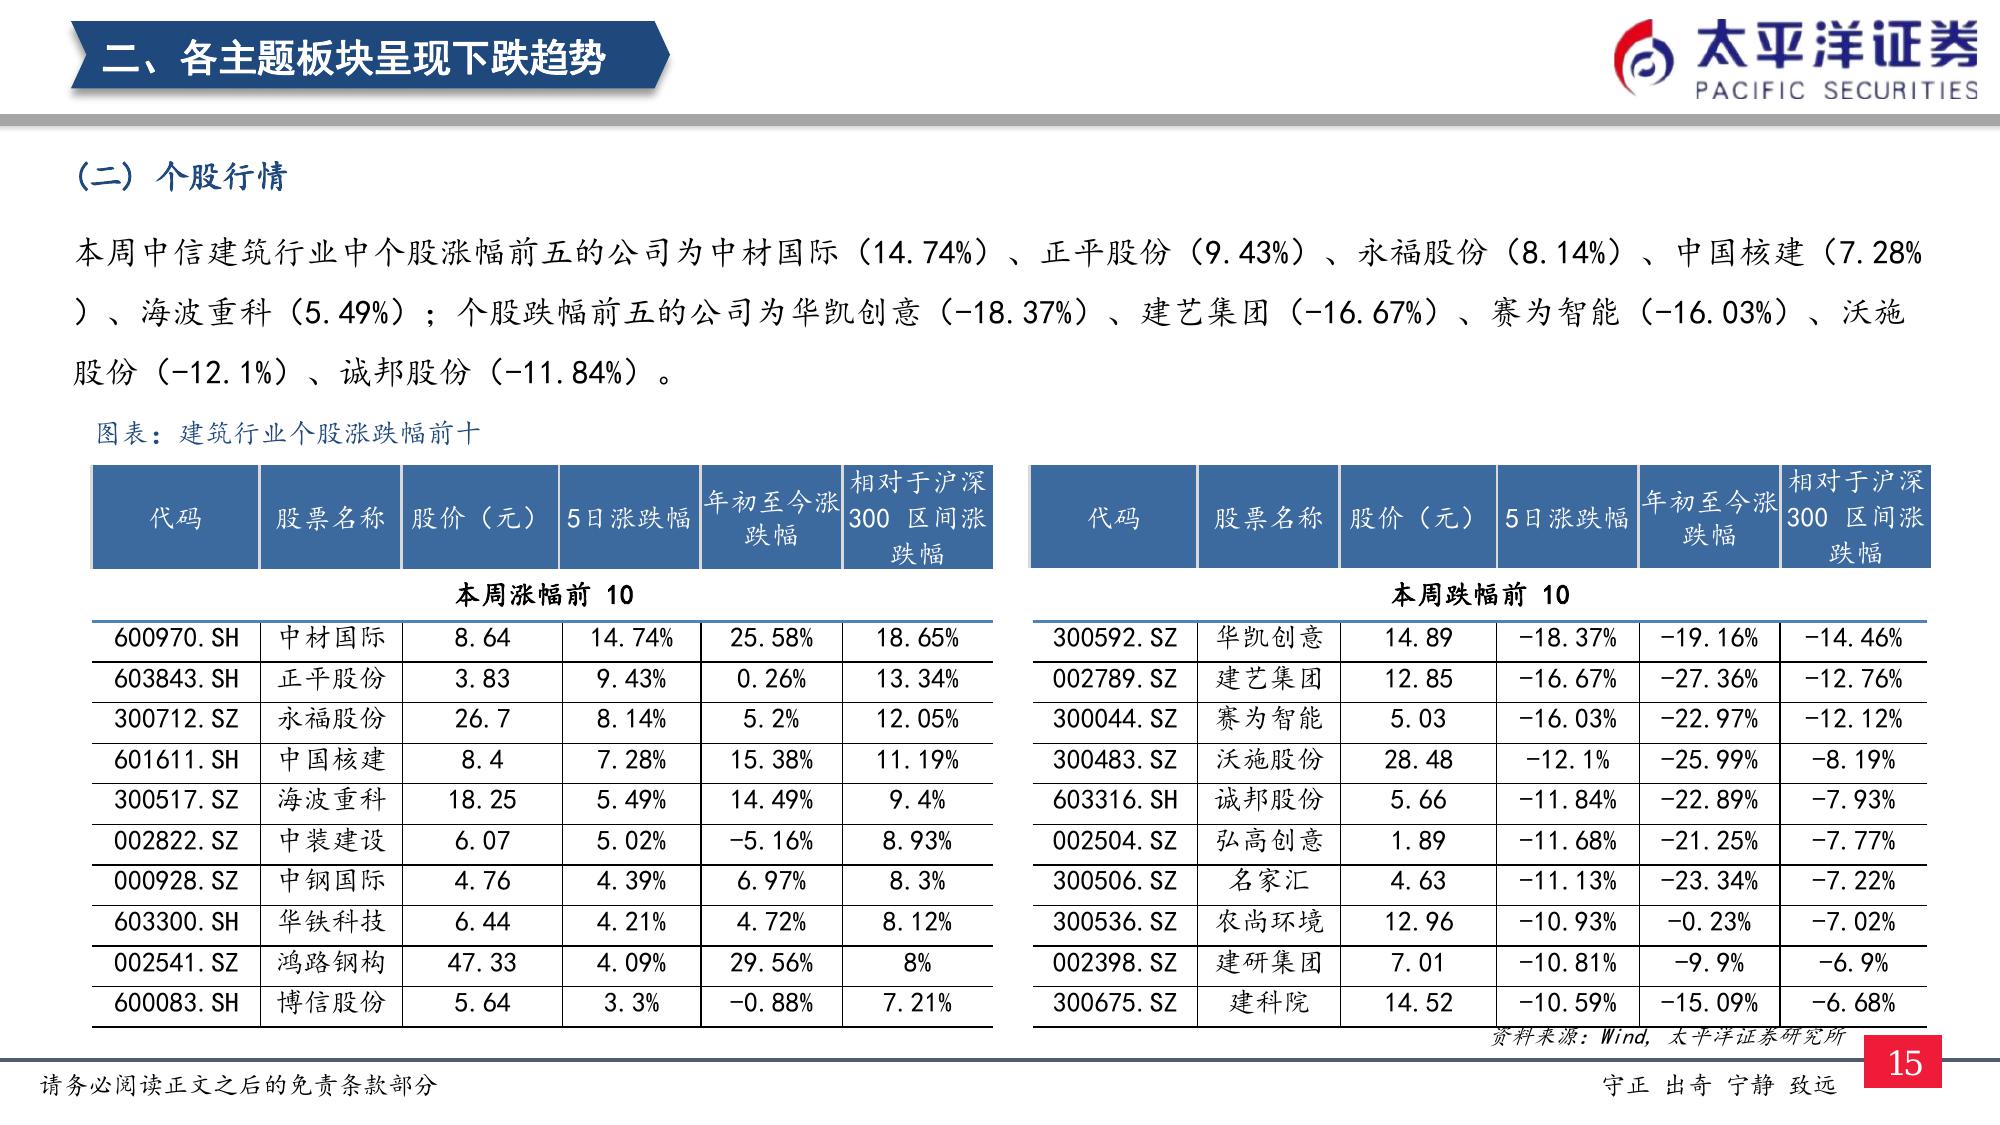 二、各主题板块呈现下跌趋势
太平洋证券
PACIFIC SECURITIES
(二) 个股行情
本周中信建筑行业中个股涨幅前五的公司为中材国际（14.74%）、正平股份（9.43%）、永福股份（8.14%）、中国核建（7.28%
）、海波重科（5.49%）；个股跌幅前五的公司为华凯创意（-18.37%）、建艺集团（-16.67%）、赛为智能（-16.03%）、沃施
股份（-12.1%）、诚邦股份（-11.84%）。
图表：建筑行业个股涨跌幅前十
代码 股票名称 股价（元） 5日涨跌幅 年初至今涨跌幅 相对于沪深300 区间涨跌幅
本周涨幅前 10
600970.SH 中材国际 8.64 14.74% 25.58% 18.65%
603843.SH 正平股份 3.83 9.43% 0.26% 13.34%
300712.SZ 永福股份 26.7 8.14% 5.2% 12.05%
601611.SH 中国核建 8.4 7.28% 15.38% 11.19%
300517.SZ 海波重科 18.25 5.49% 14.49% 9.4%
002822.SZ 中装建设 6.07 5.02% -5.16% 8.93%
000928.SZ 中钢国际 4.76 4.39% 6.97% 8.3%
603300.SH 华铁科技 6.44 4.21% 4.72% 8.12%
002541.SZ 鸿路钢构 47.33 4.09% 29.56% 8%
600083.SH 博信股份 5.64 3.3% -0.88% 7.21%
代码 股票名称 股价（元） 5日涨跌幅 年初至今涨跌幅 相对于沪深300 区间涨跌幅
本周跌幅前 10
300592.SZ 华凯创意 14.89 -18.37% -19.16% -14.46%
002789.SZ 建艺集团 12.85 -16.67% -27.36% -12.76%
300044.SZ 赛为智能 5.03 -16.03% -22.97% -12.12%
300483.SZ 沃施股份 28.48 -12.1% -25.99% -8.19%
603316.SH 诚邦股份 5.66 -11.84% -22.89% -7.93%
002504.SZ 弘高创意 1.89 -11.68% -21.25% -7.77%
300506.SZ 名家汇 4.63 -11.13% -23.34% -7.22%
300536.SZ 农尚环境 12.96 -10.93% -0.23% -7.02%
002398.SZ 建研集团 7.01 -10.81% -9.9% -6.9%
300675.SZ 建科院 14.52 -10.59% -15.09% -6.68%
资料来源：Wind, 太平洋证券研究所
请务必阅读正文之后的免责条款部分
守正 出奇 宁静 致远
15